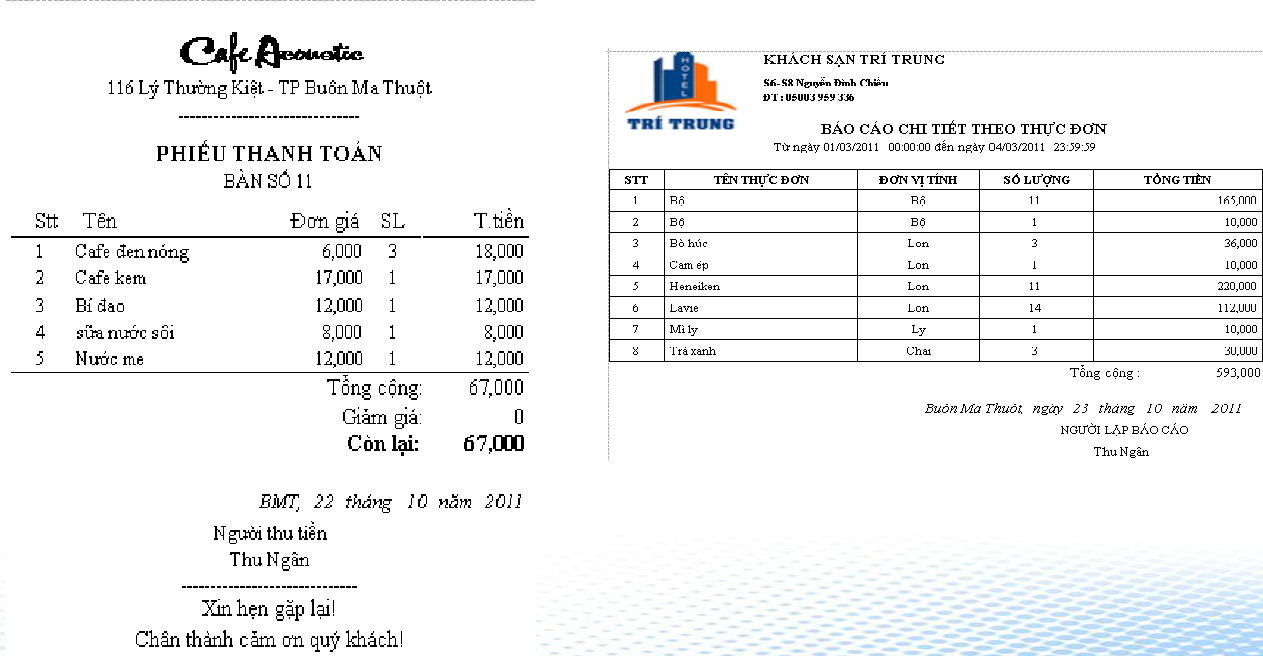 Cafe Acoustic
116 Lý Thường Kiệt - TP Buôn Ma Thuột
------------------------------
PHIẾU THANH TOÁN
BÀN SỐ 11
Stt Tên Đơn giá SL T.tiền
1 Cafe đen nóng 6,000 3 18,000
2 Cafe kem 17,000 1 17,000
3 Bí đao 12,000 1 12,000
4 sữa nước sôi 8,000 1 8,000
5 Nước me 12,000 1 12,000
Tổng cộng: 67,000
Giảm giá: 0
Còn lại: 67,000
BMT, 22 tháng 10 năm 2011
Người thu tiền
Thu Ngân
------------------------------
Xin hẹn gặp lại!
Chân thành cảm ơn quý khách!
HOTEL
TRÍ TRUNG
KHÁCH SẠN TRÍ TRUNG
S6-S8 Nguyễn Đình Chiểu
ĐT : 05003 959 336
BÁO CÁO CHI TIẾT THEO THỰC ĐƠN
Từ ngày 01/03/2011 00:00:00 đến ngày 04/03/2011 23:59:59
STT TÊN THỰC ĐƠN ĐƠN VỊ TÍNH SỐ LƯỢNG TỔNG TIỀN
1 Bộ Bộ 11 165,000
2 Bộ Bộ 1 10,000
3 Bò húc Lon 3 36,000
4 Cam ép Lon 1 10,000
5 Heneiken Lon 11 220,000
6 Lavie Lon 14 112,000
7 Mì ly Ly 1 10,000
8 Trà xanh Chai 3 30,000
Tổng cộng : 593,000
Buôn Ma Thuôt, ngày 23 tháng 10 năm 2011
NGƯỜI LẬP BÁO CÁO
Thu Ngân